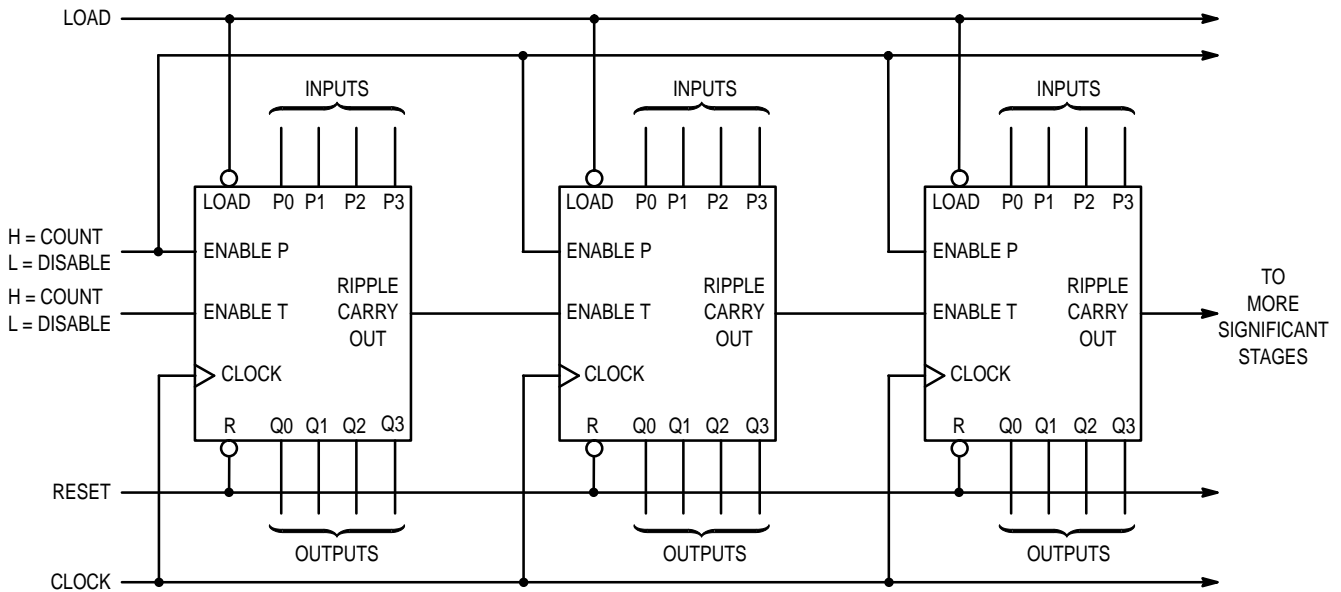 LOAD
INPUTS
INPUTS
INPUTS
LOAD P0 P1 P2 P3
LOAD P0 P1 P2 P3
LOAD P0 P1 P2 P3
H = COUNT
L = DISABLE
ENABLE P
ENABLE P
ENABLE P
H = COUNT
L = DISABLE
ENABLE T
RIPPLE
CARRY
OUT
ENABLE T
RIPPLE
CARRY
OUT
ENABLE T
RIPPLE
CARRY
OUT
TO
MORE
SIGNIFICANT
STAGES
CLOCK
CLOCK
CLOCK
R Q0 Q1 Q2 Q3
R Q0 Q1 Q2 Q3
R Q0 Q1 Q2 Q3
RESET
OUTPUTS
OUTPUTS
OUTPUTS
CLOCK